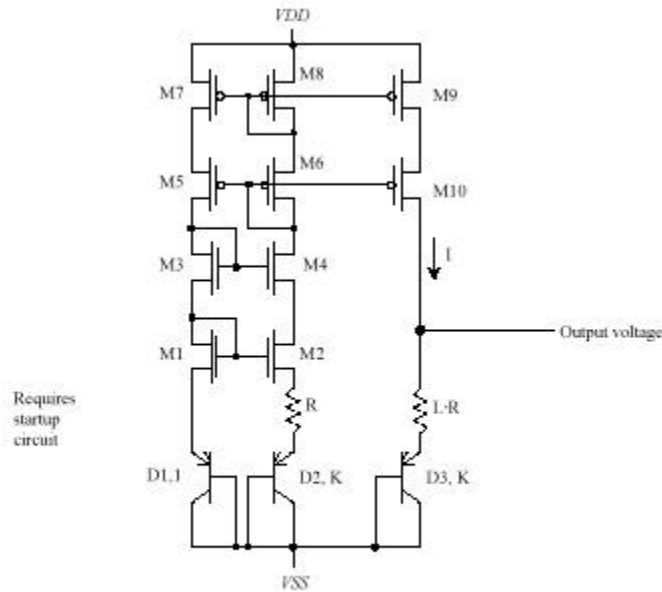 VDD
M7
M8
M9
M5
M6
M10
M3
M4
I
Output voltage
M1
M2
Requires
startup
circuit
R
L·R
D1,1
D2, K
D3, K
VSS